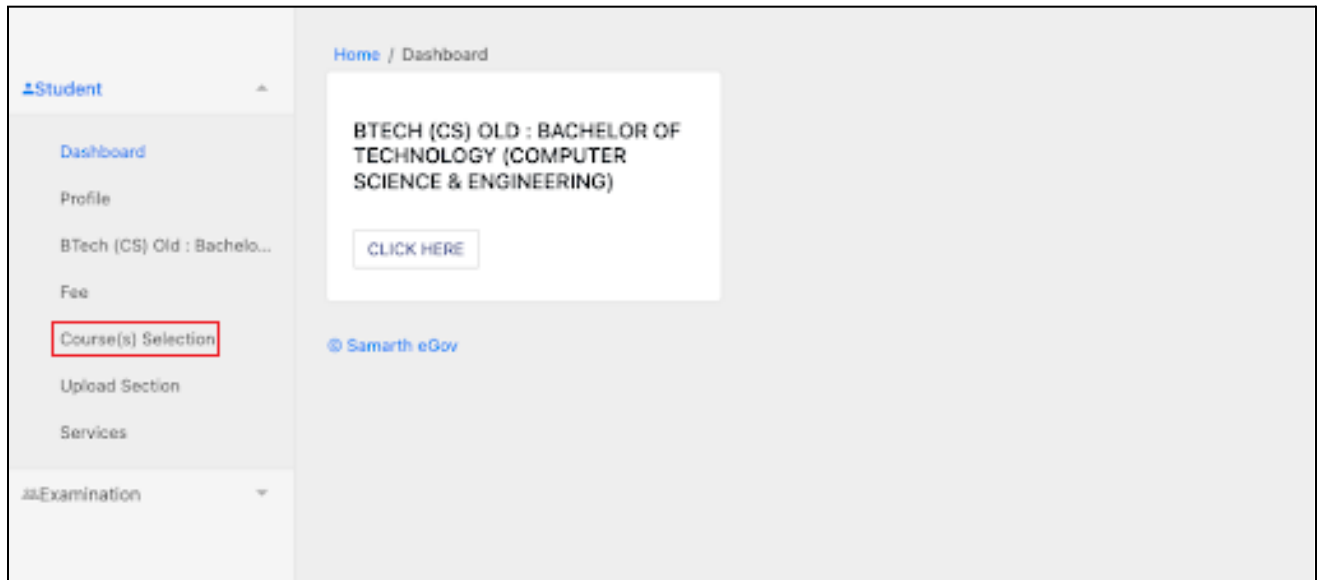 Home / Dashboard
Student
Dashboard
Profile
BTech (CS) Old : Bachelo...
Fee
Course(s) Selection
Upload Section
Services
Examination
BTECH (CS) OLD : BACHELOR OF
TECHNOLOGY (COMPUTER
SCIENCE & ENGINEERING)
CLICK HERE
© Samarth eGov